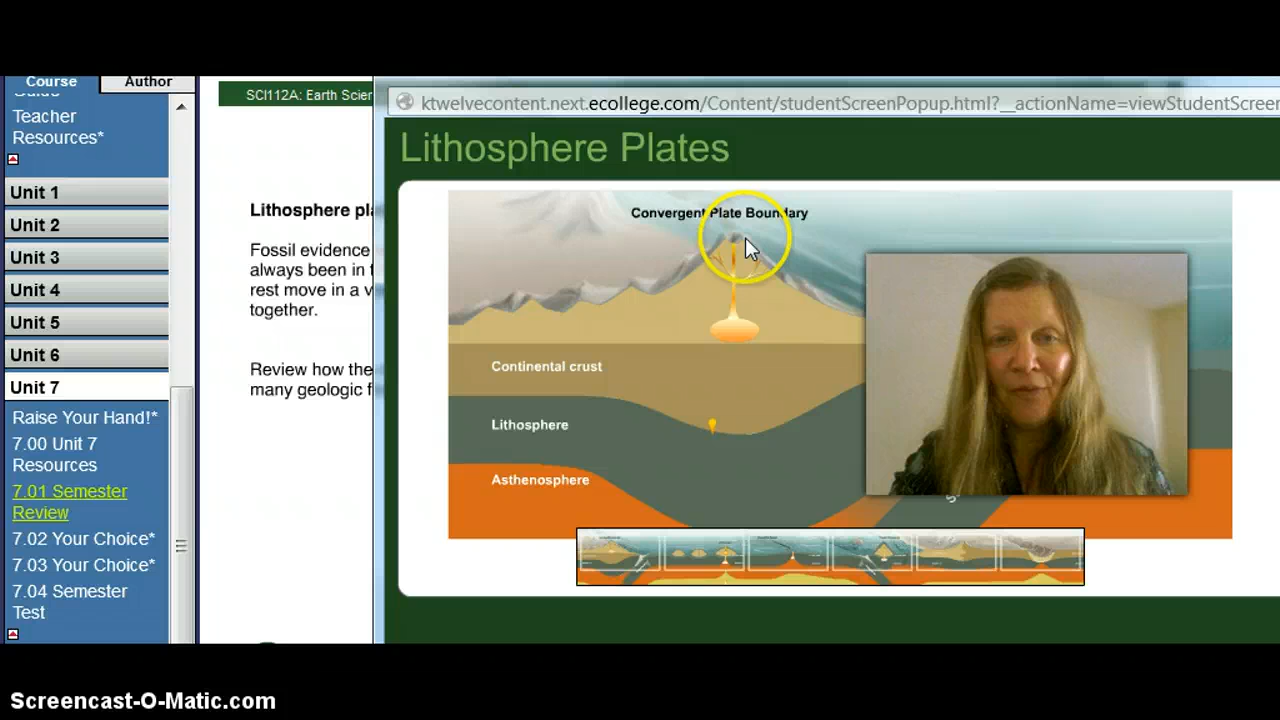 Course
Author
Teacher
Resources*
Unit 1
Unit 2
Unit 3
Unit 4
Unit 5
Unit 6
Unit 7
Raise Your Hand!*
7.00 Unit 7
Resources
7.01 Semester
Review
7.02 Your Choice*
7.03 Your Choice*
7.04 Semester
Test
SCI112A: Earth Scien
Lithosphere pla
Fossil evidence
always been in
rest move in a
together.
Review how the
many geologic
ktwelvecontent.next.ecollege.com/Content/studentScreenPopup.html?__actionName=viewStudentScreen
Lithosphere Plates
Convergent Plate Boundary
Continental crust
Lithosphere
Asthenosphere
Screencast-O-Matic.com